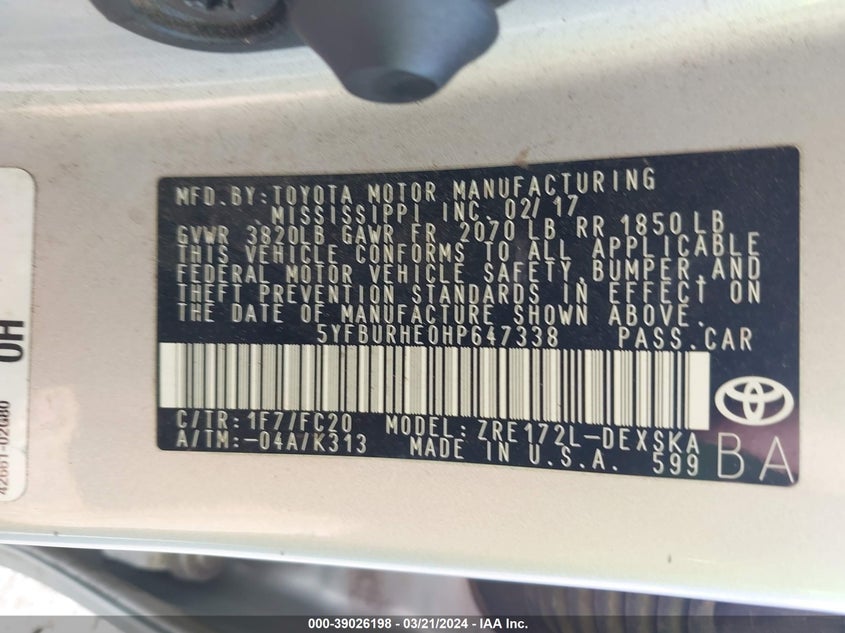 MFD.BY:TOYOTA MOTOR MANUFACTURING
MISSISSIPPI INC. 02/17
GVWR 3820LB GAWR FR 2070 LB RR 1850 LB
THIS VEHICLE CONFORMS TO ALL APPLICABLE
FEDERAL MOTOR VEHICLE SAFETY,BUMPER,AND
THEFT PREVENTION STANDARDS IN EFFECT ON
THE DATE OF MANUFACTURE SHOWN ABOVE.
5YFBURHE0HP647338 PASS.CAR
C/TR:1F7/FC20 MODEL:ZRE172L-DEXSKA
A/TM:-04A/K313 MADE IN U.S.A. 599
BA
OH
42661-02G80
000-39026198 - 03/21/2024 - IAA Inc.